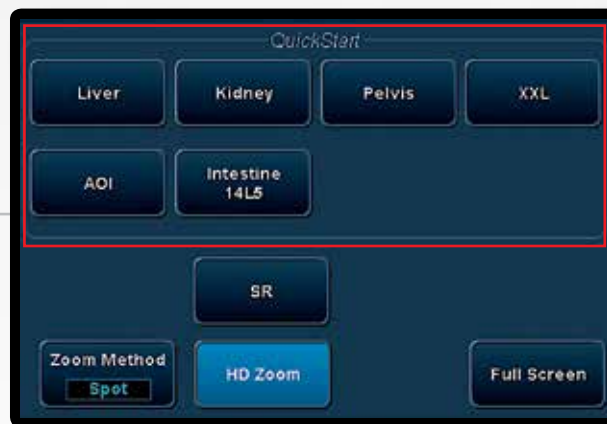 QuickStart
Liver Kidney Pelvis XXL
AOI Intestine
14L5
SR
Zoom Method HD Zoom Full Screen
Spot